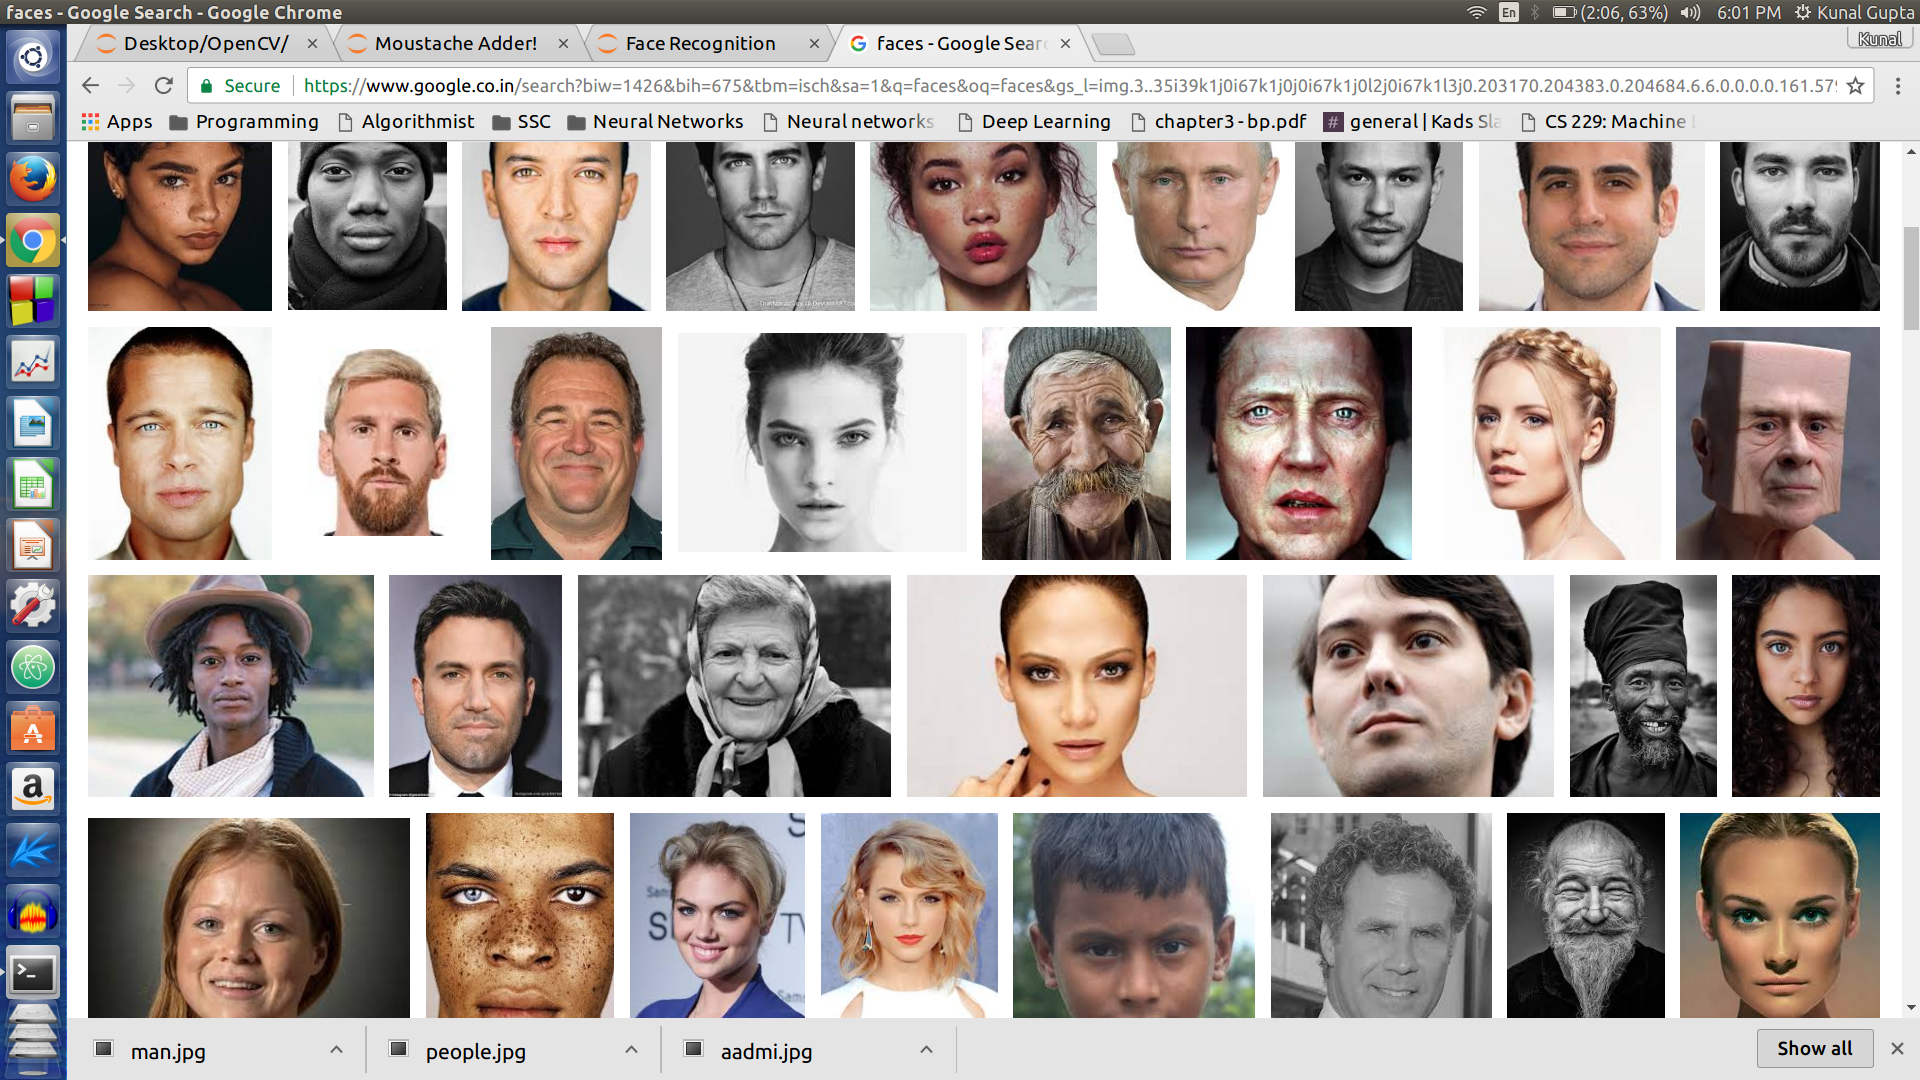 faces - Google Search - Google Chrome
En
(2:06, 63%)
6:01 PM
Kunal Gupta
Desktop/OpenCV/
Moustache Adder!
Face Recognition
faces - Google Sear
Kunal
Secure
https://www.google.co.in/search?biw=1426&bih=675&tbm=isch&sa=1&q=faces&oq=faces&gs_l=img.3..35i39k1j0i67k1j0j0i67k1j0l2j0i67k1l3j0.203170.204383.0.204684.6.6.0.0.0.0.161.579
Apps
Programming
Algorithmist
SSC
Neural Networks
Neural networks
Deep Learning
chapter3 - bp.pdf
# general | Kads Sla
CS 229: Machine
man.jpg
people.jpg
aadmi.jpg
Show all